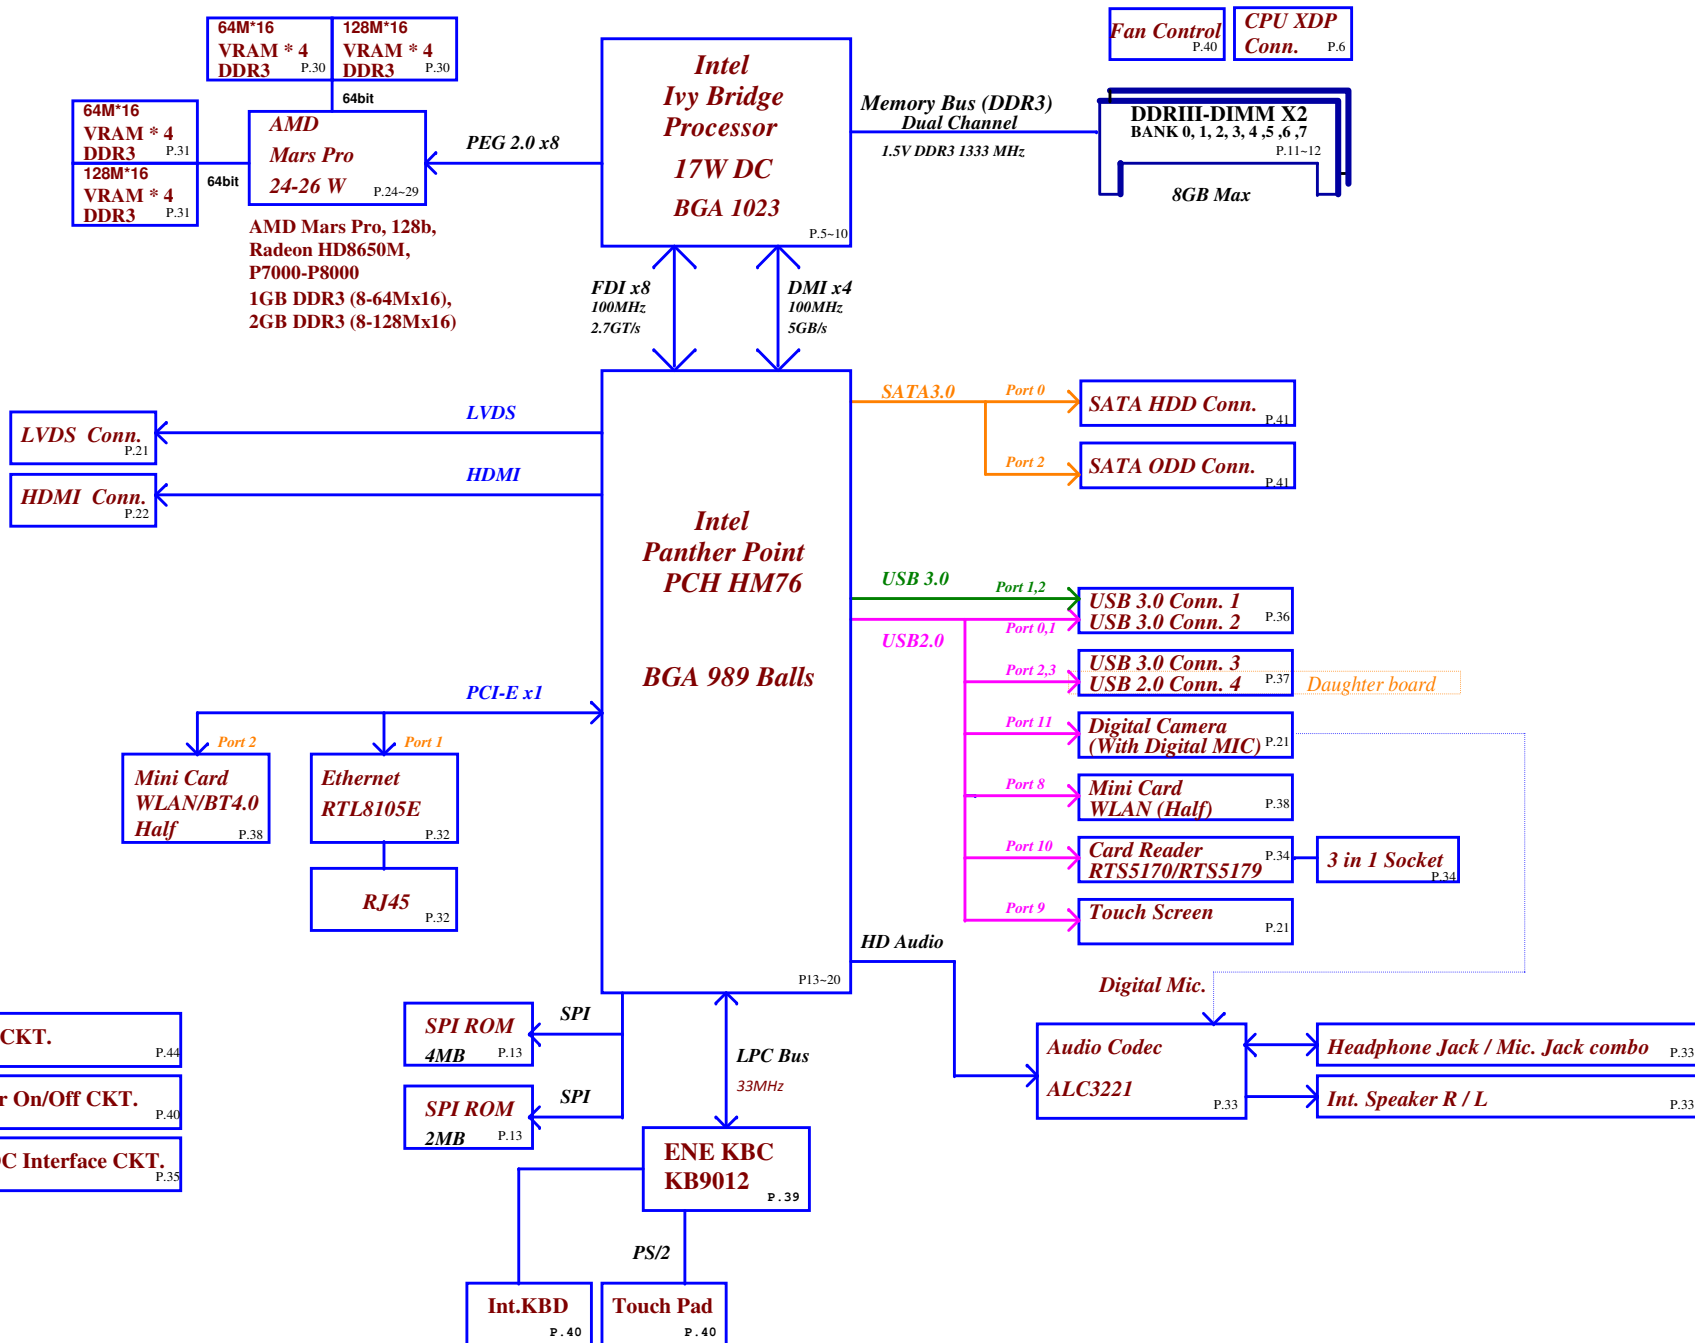 64M*16
VRAM * 4
DDR3 P.30
128M*16
VRAM * 4
DDR3 P.30
64bit
64M*16
VRAM * 4
DDR3 P.31
128M*16
VRAM * 4
DDR3 P.31
64bit
AMD
Mars Pro
24-26 W P.24~29
AMD Mars Pro, 128b,
Radeon HD8650M,
P7000-P8000
1GB DDR3 (8-64Mx16),
2GB DDR3 (8-128Mx16)
PEG 2.0 x8
Intel
Ivy Bridge
Processor
17W DC
BGA 1023
P.5~10
Fan Control
P.40
CPU XDP
Conn. P.6
Memory Bus (DDR3)
Dual Channel
1.5V DDR3 1333 MHz
DDRIII-DIMM X2
BANK 0, 1, 2, 3, 4 ,5 ,6 ,7
P.11~12
8GB Max
FDI x8
100MHz
2.7GT/s
DMI x4
100MHz
5GB/s
LVDS
LVDS Conn.
P.21
HDMI
HDMI Conn.
P.22
Intel
Panther Point
PCH HM76
BGA 989 Balls
P13~20
SATA3.0
Port 0
SATA HDD Conn.
P.41
Port 2
SATA ODD Conn.
P.41
USB 3.0
Port 1,2
USB 3.0 Conn. 1
USB 3.0 Conn. 2 P.36
USB2.0
Port 0,1
Port 2,3
USB 3.0 Conn. 3
USB 2.0 Conn. 4 P.37
Daughter board
Port 11
Digital Camera
(With Digital MIC) P.21
Port 8
Mini Card
WLAN (Half) P.38
Port 10
Card Reader P.34
RTS5170/RTS5179
3 in 1 Socket
P.34
Port 9
Touch Screen
P.21
PCI-E x1
Port 2
Mini Card
WLAN/BT4.0
Half P.38
Port 1
Ethernet
RTL8105E
P.32
RJ45
P.32
HD Audio
Digital Mic.
Audio Codec
ALC3221
P.33
Headphone Jack / Mic. Jack combo P.33
Int. Speaker R / L P.33
SPI
SPI ROM
4MB P.13
SPI
SPI ROM
2MB P.13
LPC Bus
33MHz
ENE KBC
KB9012
P.39
PS/2
Int.KBD
P.40
Touch Pad
P.40
CKT.
P.44
r On/Off CKT.
P.40
C Interface CKT.
P.35